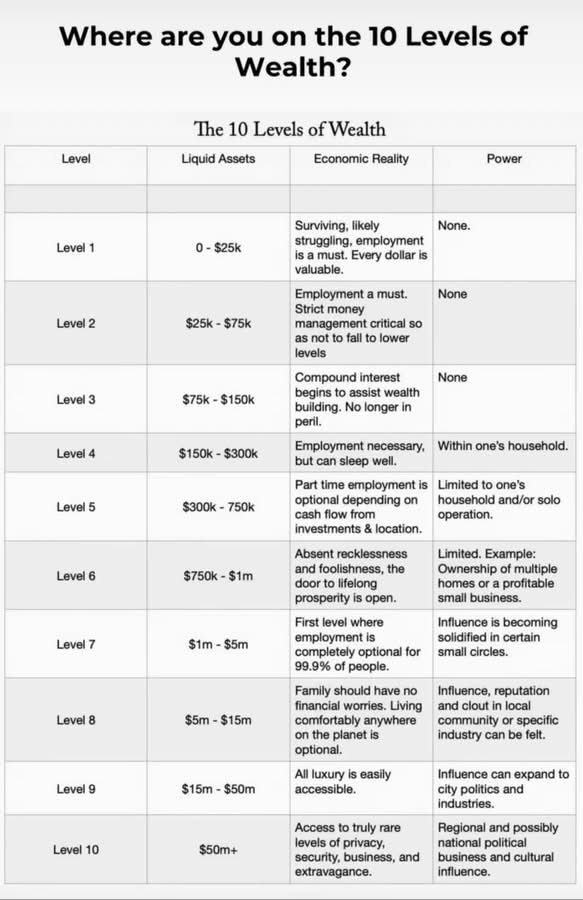 Where are you on the 10 Levels of
Wealth?
The 10 Levels of Wealth
Level
Liquid Assets
Economic Reality
Power
Level 1
0 - $25k
Surviving, likely
struggling, employment
is a must. Every dollar is
valuable.
None.
Level 2
$25k - $75k
Employment a must.
Strict money
management critical so
as not to fall to lower
levels
None
Level 3
$75k - $150k
Compound interest
begins to assist wealth
building. No longer in
peril.
None
Level 4
$150k - $300k
Employment necessary,
but can sleep well.
Within one’s household.
Level 5
$300k - 750k
Part time employment is
optional depending on
cash flow from
investments & location.
Limited to one’s
household and/or solo
operation.
Level 6
$750k - $1m
Absent recklessness
and foolishness, the
door to lifelong
prosperity is open.
Limited. Example:
Ownership of multiple
homes or a profitable
small business.
Level 7
$1m - $5m
First level where
employment is
completely optional for
99.9% of people.
Influence is becoming
solidified in certain
small circles.
Level 8
$5m - $15m
Family should have no
financial worries. Living
comfortably anywhere
on the planet is
optional.
Influence, reputation
and clout in local
community or specific
industry can be felt.
Level 9
$15m - $50m
All luxury is easily
accessible.
Influence can expand to
city politics and
industries.
Level 10
$50m+
Access to truly rare
levels of privacy,
security, business, and
extravagance.
Regional and possibly
national political
business and cultural
influence.